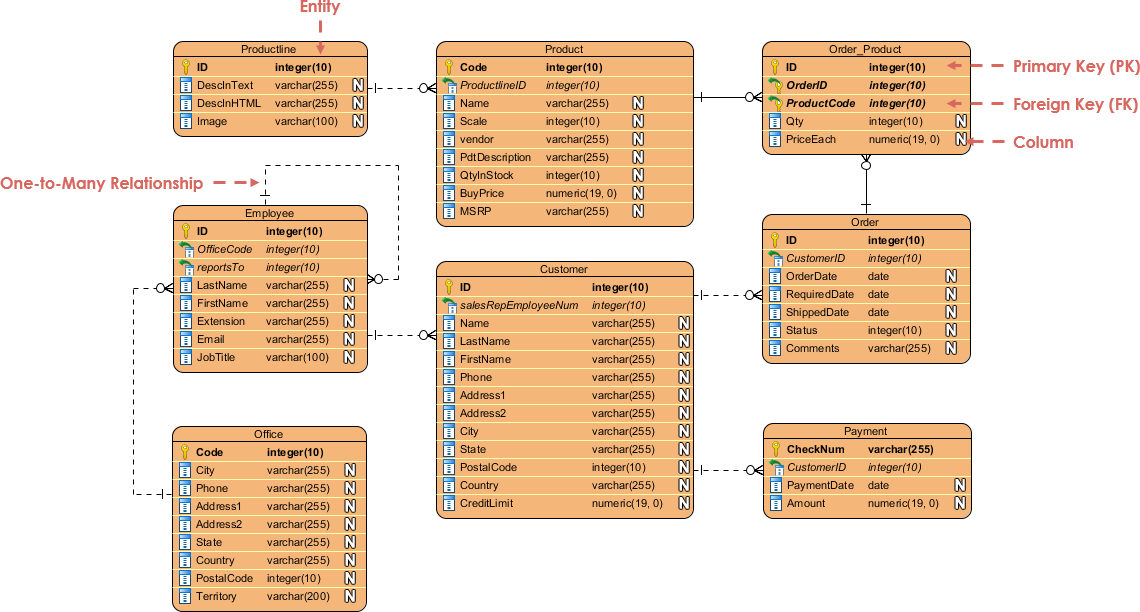 Entity
Productline
ID integer(10)
DescInText varchar(255) N
DescInHTML varchar(255) N
Image varchar(100) N
Product
Code integer(10)
ProductlineID integer(10)
Name varchar(255) N
Scale integer(10) N
vendor varchar(255) N
PdtDescription varchar(255) N
QtyInStock integer(10) N
BuyPrice numeric(19, 0) N
MSRP varchar(255) N
Order_Product
ID integer(10)
OrderID integer(10)
ProductCode integer(10)
Qty integer(10) N
PriceEach numeric(19, 0) N
Primary Key (PK)
Foreign Key (FK)
Column
One-to-Many Relationship
Employee
ID integer(10)
OfficeCode integer(10)
reportsTo integer(10)
LastName varchar(255) N
FirstName varchar(255) N
Extension varchar(255) N
Email varchar(255) N
JobTitle varchar(100) N
Customer
ID integer(10)
salesRepEmployeeNum integer(10)
Name varchar(255) N
LastName varchar(255) N
FirstName varchar(255) N
Phone varchar(255) N
Address1 varchar(255) N
Address2 varchar(255) N
City varchar(255) N
State varchar(255) N
PostalCode integer(10) N
Country varchar(255) N
CreditLimit numeric(19, 0) N
Order
ID integer(10)
CustomerID integer(10)
OrderDate date N
RequiredDate date N
ShippedDate date N
Status integer(10) N
Comments varchar(255) N
Office
Code integer(10)
City varchar(255) N
Phone varchar(255) N
Address1 varchar(255) N
Address2 varchar(255) N
State varchar(255) N
Country varchar(255) N
PostalCode integer(10) N
Territory varchar(200) N
Payment
CheckNum varchar(255)
CustomerID integer(10)
PaymentDate date N
Amount numeric(19, 0) N